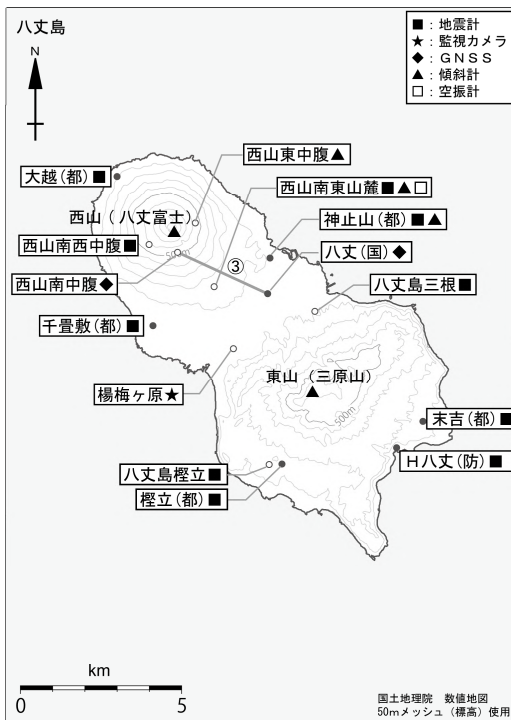 八丈島
N
■：地震計
★：監視カメラ
◆：ＧＮＳＳ
▲：傾斜計
□：空振計
西山東中腹▲
大越(都)■
西山南東山麓■▲□
西山（八丈富士）
▲
神止山(都)■▲
西山南西中腹■
500m
八丈(国)◆
③
西山南中腹◆
八丈島三根■
千畳敷(都)■
楊梅ヶ原★
東山（三原山）
▲
500m
末吉(都)■
Ｈ八丈(防)■
八丈島樫立■
樫立(都)■
km
0 5
国土地理院　数値地図
50mメッシュ（標高）使用